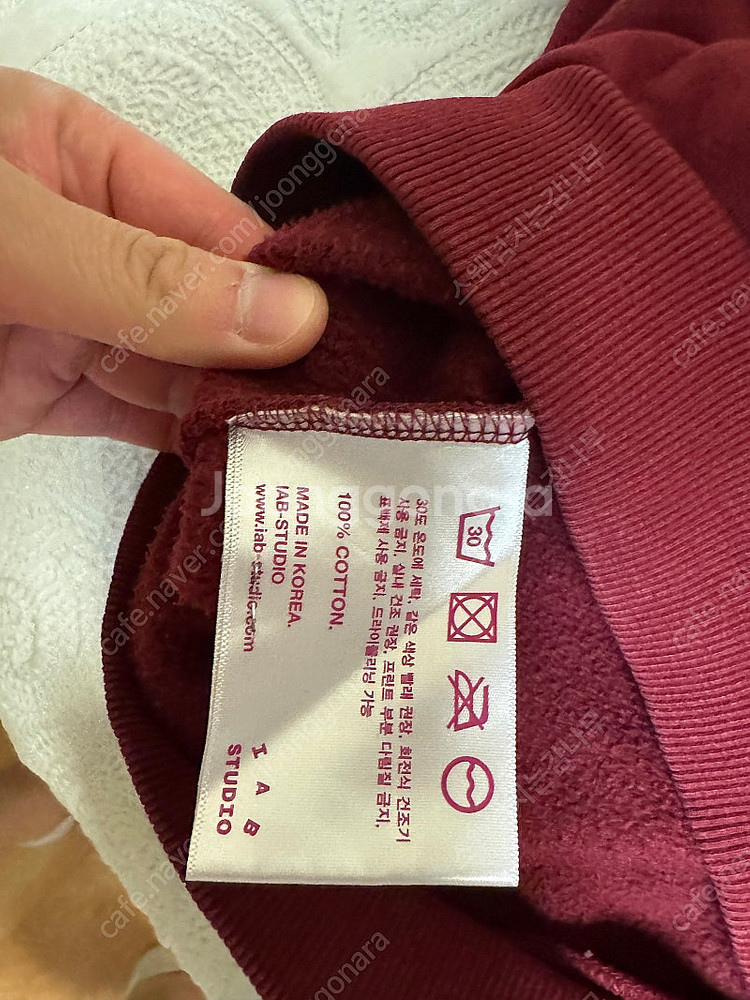 30
30도 온도에 세탁, 같은 색상 빨래 권장, 회전식 건조기
사용 금지, 실내 건조 권장, 프린트 부분 다림질 금지,
표백제 사용 금지, 드라이클리닝 가능
100% COTTON.
MADE IN KOREA.
IAB-STUDIO
www.iab-studio.com
I A B
STUDIO
Joonggonara
cafe.naver.com/joonggonara